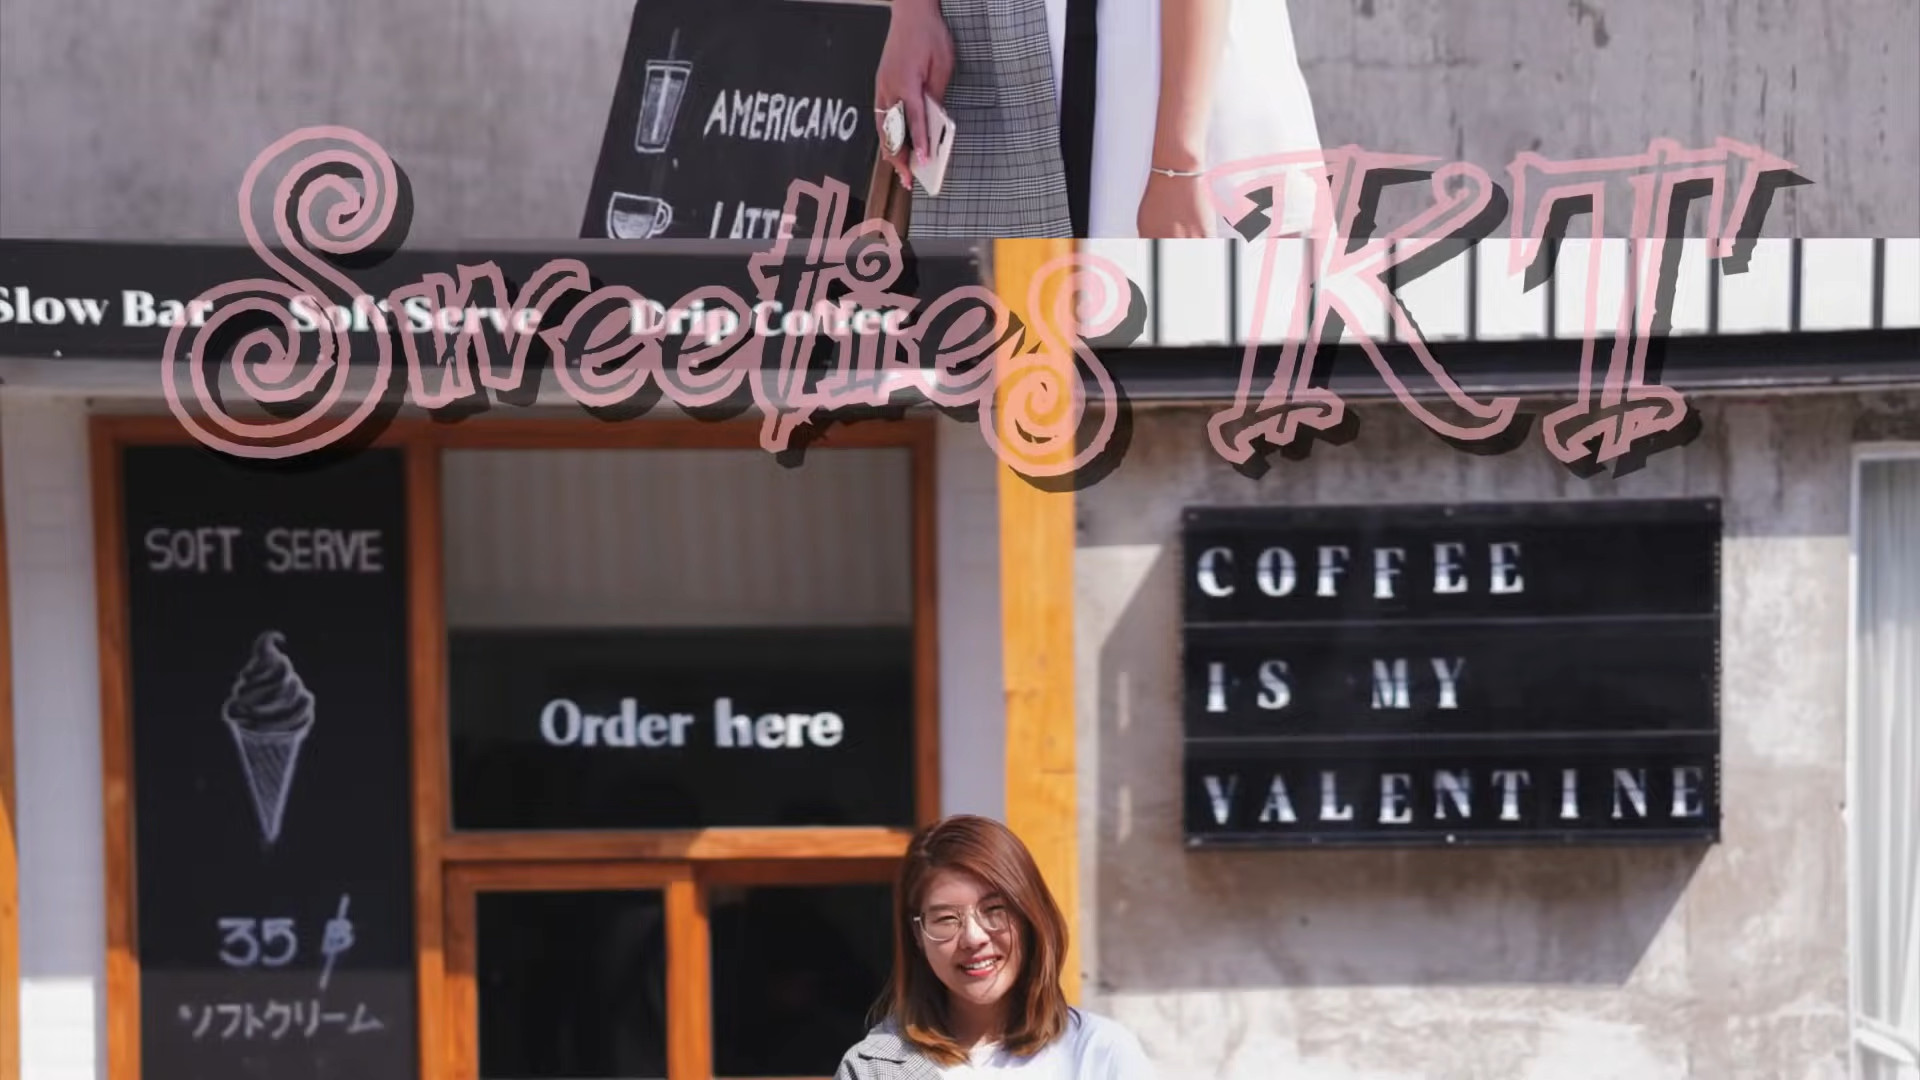 AMERICANO
LATTE
Sweeties KT
Slow Bar Soft Serve Drip Coffee
SOFT SERVE
35 ฿
ソフトクリーム
Order here
COFFEE
IS MY
VALENTINE